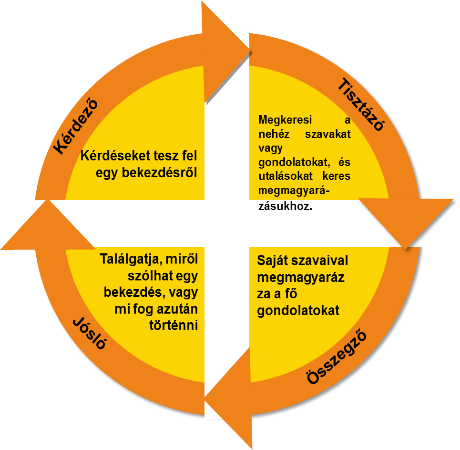 Kérdező
Kérdéseket tesz fel
egy bekezdésről
Tisztázó
Megkeresi a
nehéz szavakat
vagy
gondolatokat, és
utalásokat keres
megmagyará-
zásukhoz.
Összegző
Saját szavaival
megmagyaráz
za a fő
gondolatokat
Jósló
Találgatja, miről
szólhat egy
bekezdés, vagy
mi fog azután
történni